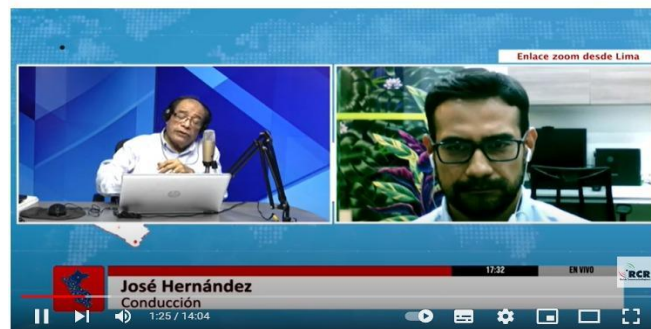 Enlace zoom desde Lima
17:32
EN VIVO
RCR
José Hernández
Conducción
1:25 / 14:04